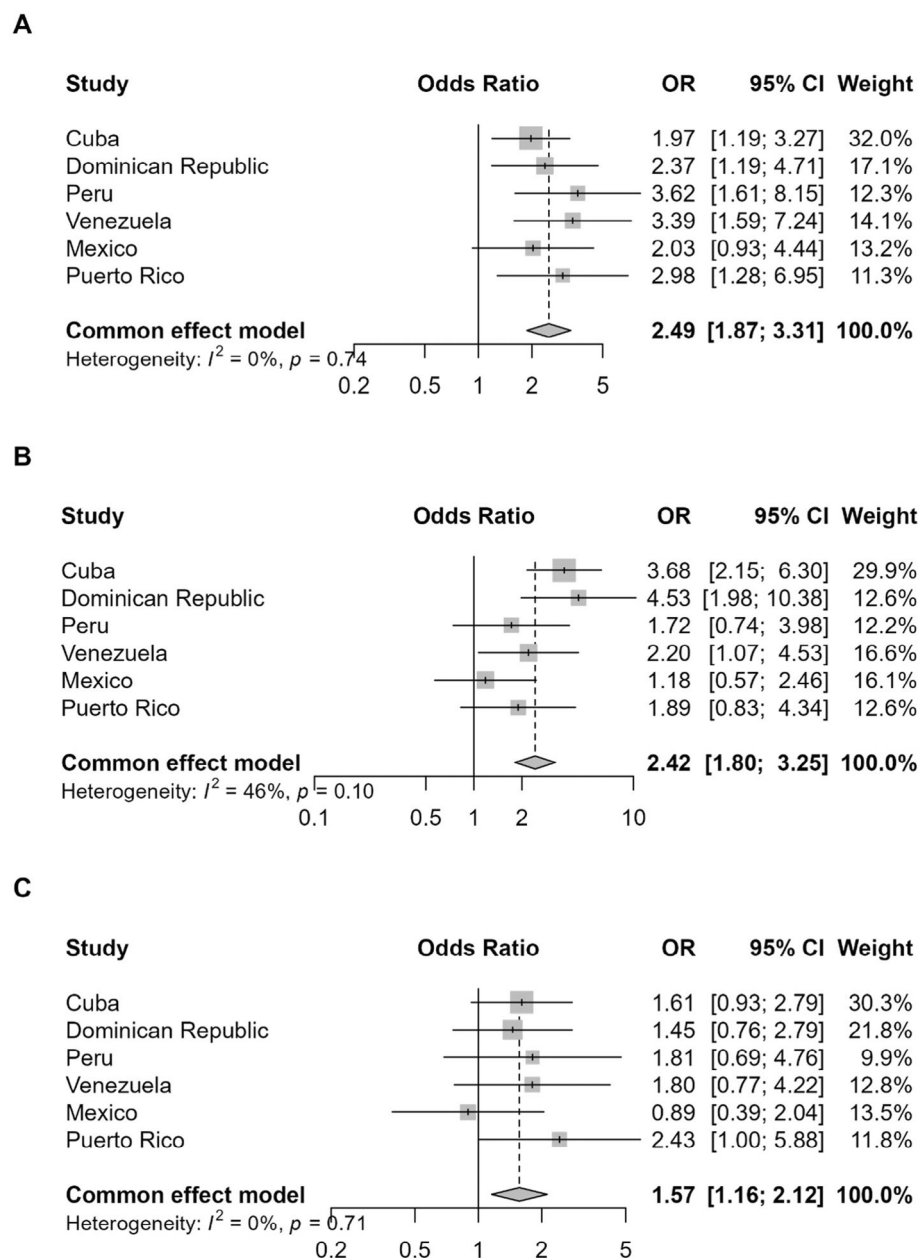 A
Study Odds Ratio OR 95% CI Weight
Cuba 1.97 [1.19; 3.27] 32.0%
Dominican Republic 2.37 [1.19; 4.71] 17.1%
Peru 3.62 [1.61; 8.15] 12.3%
Venezuela 3.39 [1.59; 7.24] 14.1%
Mexico 2.03 [0.93; 4.44] 13.2%
Puerto Rico 2.98 [1.28; 6.95] 11.3%
Common effect model 2.49 [1.87; 3.31] 100.0%
Heterogeneity: I² = 0%, p = 0.74
0.2 0.5 1 2 5
B
Study Odds Ratio OR 95% CI Weight
Cuba 3.68 [2.15; 6.30] 29.9%
Dominican Republic 4.53 [1.98; 10.38] 12.6%
Peru 1.72 [0.74; 3.98] 12.2%
Venezuela 2.20 [1.07; 4.53] 16.6%
Mexico 1.18 [0.57; 2.46] 16.1%
Puerto Rico 1.89 [0.83; 4.34] 12.6%
Common effect model 2.42 [1.80; 3.25] 100.0%
Heterogeneity: I² = 46%, p = 0.10
0.1 0.5 1 2 10
C
Study Odds Ratio OR 95% CI Weight
Cuba 1.61 [0.93; 2.79] 30.3%
Dominican Republic 1.45 [0.76; 2.79] 21.8%
Peru 1.81 [0.69; 4.76] 9.9%
Venezuela 1.80 [0.77; 4.22] 12.8%
Mexico 0.89 [0.39; 2.04] 13.5%
Puerto Rico 2.43 [1.00; 5.88] 11.8%
Common effect model 1.57 [1.16; 2.12] 100.0%
Heterogeneity: I² = 0%, p = 0.71
0.2 0.5 1 2 5